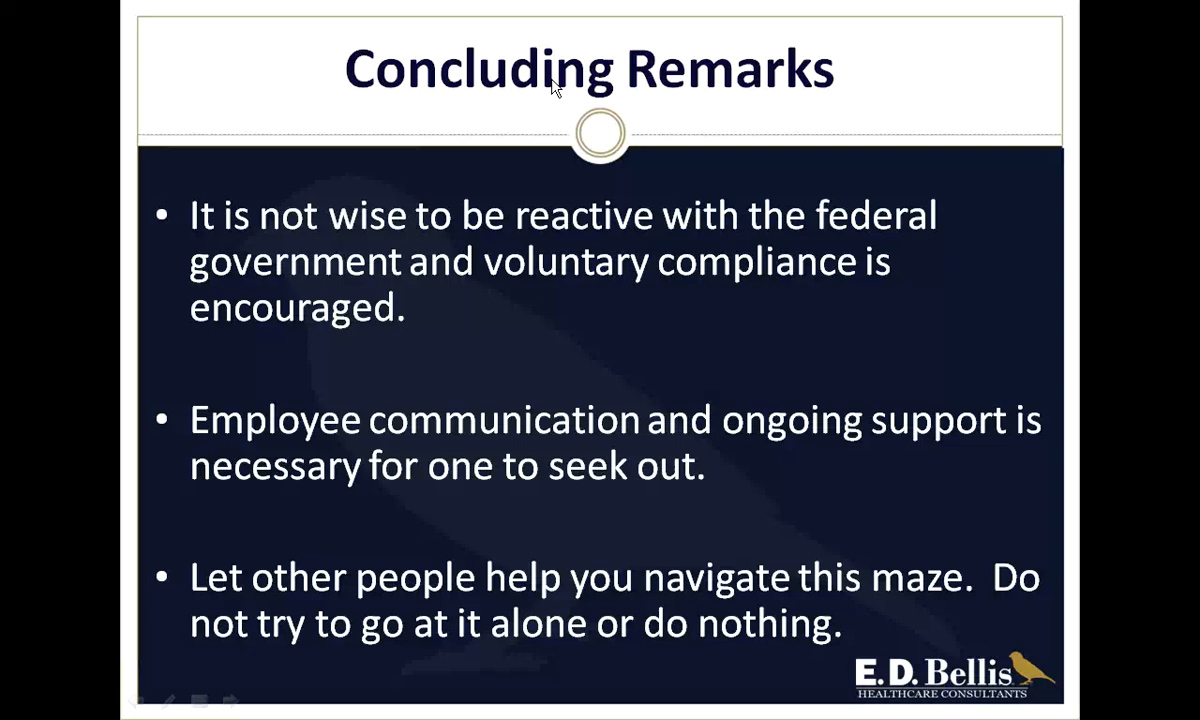 Concluding Remarks
• It is not wise to be reactive with the federal
government and voluntary compliance is
encouraged.
• Employee communication and ongoing support is
necessary for one to seek out.
• Let other people help you navigate this maze.  Do
not try to go at it alone or do nothing.
E.D. Bellis
HEALTHCARE CONSULTANTS